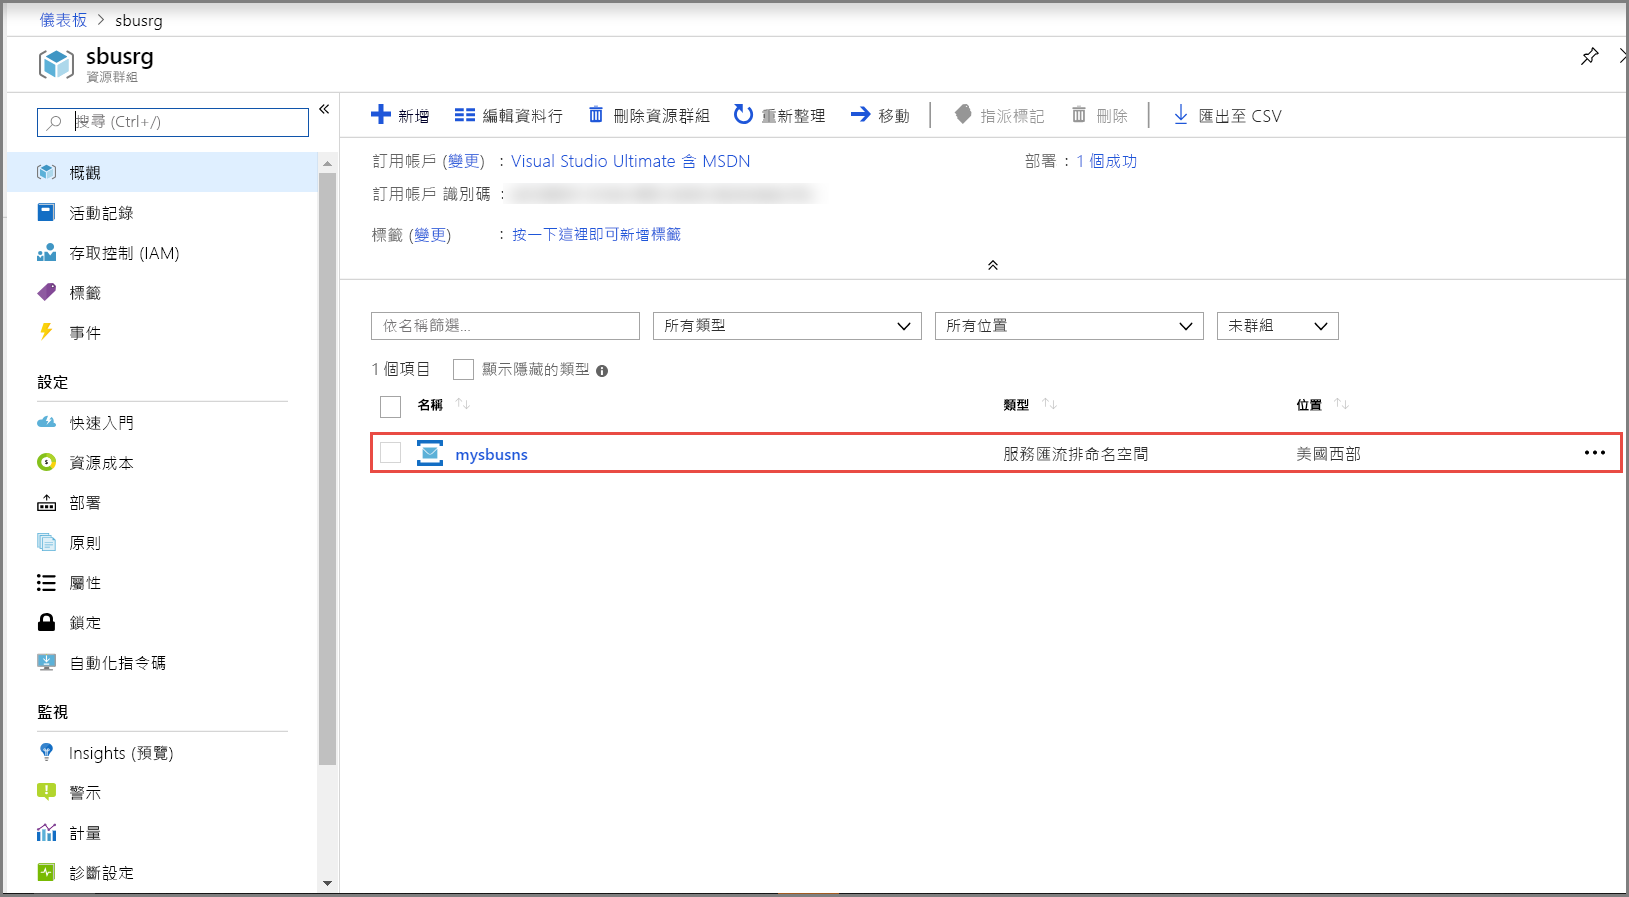 儀表板 > sbusrg
sbusrg
資源群組
搜尋 (Ctrl+/)
«
概觀
活動記錄
存取控制 (IAM)
標籤
事件
設定
快速入門
資源成本
部署
原則
屬性
鎖定
自動化指令碼
監視
Insights (預覽)
警示
計量
診斷設定
新增 編輯資料行 刪除資源群組 重新整理 移動 指派標記 刪除 匯出至 CSV
訂用帳戶 (變更) : Visual Studio Ultimate 含 MSDN 部署 : 1 個成功
訂用帳戶 識別碼 :
標籤 (變更) : 按一下這裡即可新增標籤
依名稱篩選... 所有類型 所有位置 未群組
1 個項目 顯示隱藏的類型
名稱 ↑↓ 類型 ↑↓ 位置 ↑↓
mysbusns 服務匯流排命名空間 美國西部 •••